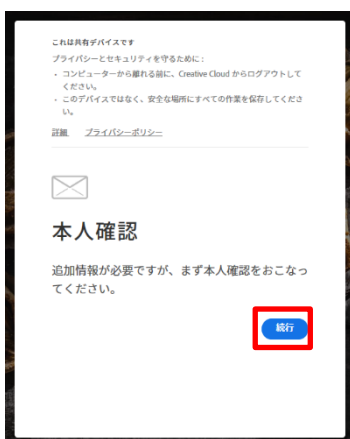 これは共有デバイスです
プライバシーとセキュリティを守るために :
• コンピューターから離れる前に、Creative Cloud からログアウトして
ください。
• このデバイスではなく、安全な場所にすべての作業を保存してくださ
い。
詳細 プライバシーポリシー
本人確認
追加情報が必要ですが、まず本人確認をおこなっ
てください。
続行